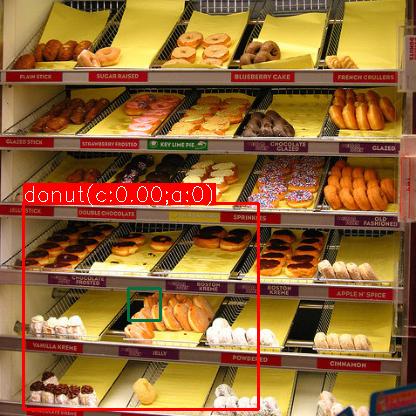 PLAIN STICK
SUGAR RAISED
BLUEBERRY CAKE
FRENCH CRULLERS
GLAZED STICK
STRAWBERRY FROSTED
KEY LIME PIE
CHOCOLATE GLAZED
GLAZED
donut(c:0.00;a:0)
JELLY STICK
DOUBLE CHOCOLATE
SPRINKLES
OLD FASHIONED
CHOCOLATE FROSTED
BOSTON KREME
BOSTON KREME
APPLE N' SPICE
VANILLA KREME
JELLY
POWDERED
CINNAMON